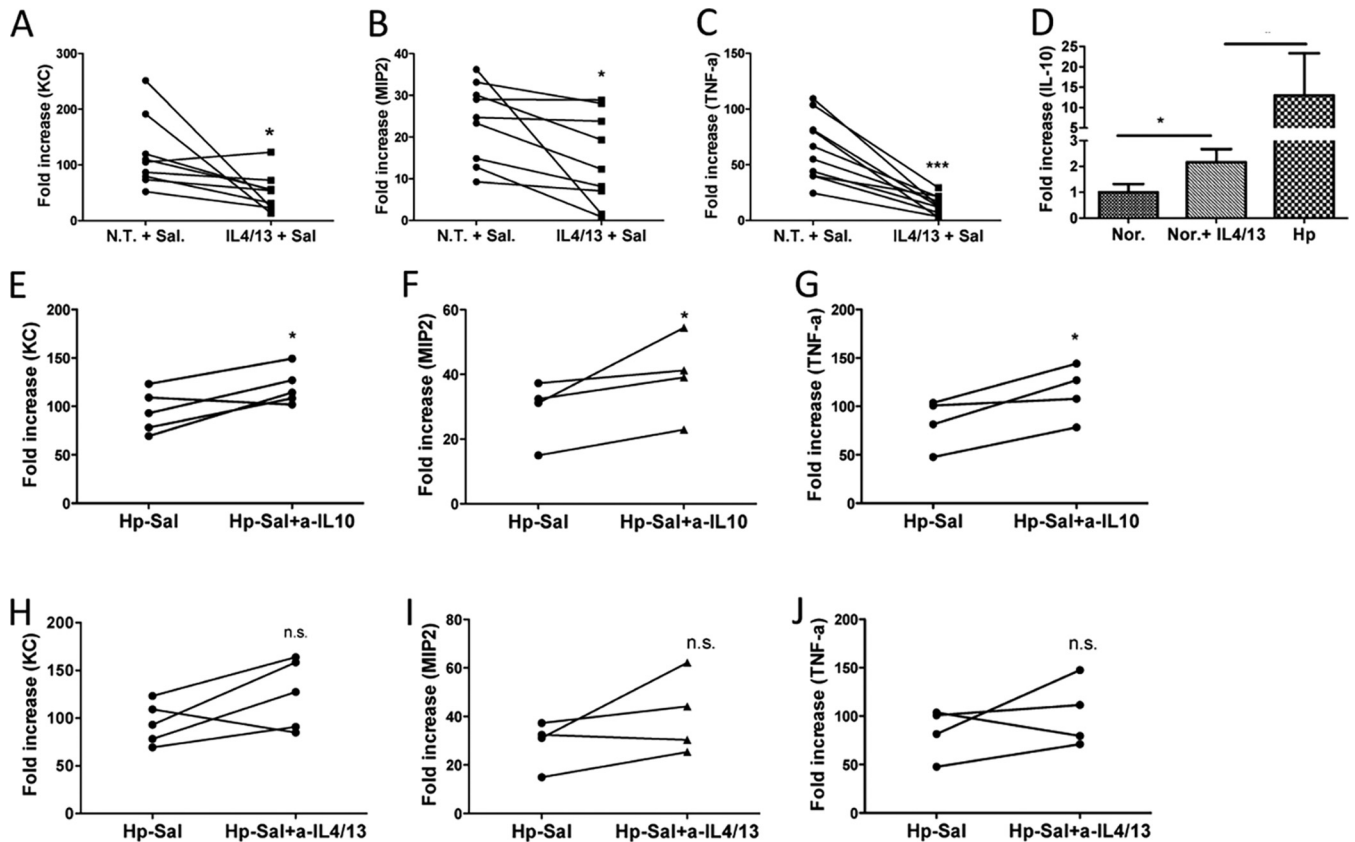 A
Fold increase (KC)
300
200
100
0
*
N.T. + Sal.
IL4/13 + Sal
B
Fold increase (MIP2)
40
30
20
10
0
*
N.T. + Sal.
IL4/13 + Sal
C
Fold increase (TNF-a)
150
100
50
0
***
N.T. + Sal.
IL4/13 + Sal
D
Fold increase (IL-10)
25
20
15
10
5
3
2
1
0
*
Nor.
Nor.+ IL4/13
Hp
E
Fold increase (KC)
200
150
100
50
0
*
Hp-Sal
Hp-Sal+a-IL10
F
Fold increase (MIP2)
60
40
20
0
*
Hp-Sal
Hp-Sal+a-IL10
G
Fold increase (TNF-a)
200
150
100
50
0
*
Hp-Sal
Hp-Sal+a-IL10
H
Fold increase (KC)
200
150
100
50
0
n.s.
Hp-Sal
Hp-Sal+a-IL4/13
I
Fold increase (MIP2)
80
60
40
20
0
n.s.
Hp-Sal
Hp-Sal+a-IL4/13
J
Fold increase (TNF-a)
200
150
100
50
0
n.s.
Hp-Sal
Hp-Sal+a-IL4/13